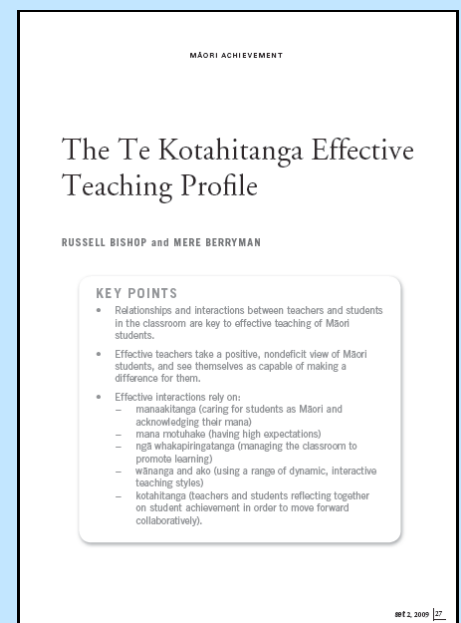 MĀORI ACHIEVEMENT
The Te Kotahitanga Effective
Teaching Profile
RUSSELL BISHOP and MERE BERRYMAN
KEY POINTS
• Relationships and interactions between teachers and students
in the classroom are key to effective teaching of Māori
students.
• Effective teachers take a positive, nondeficit view of Māori
students, and see themselves as capable of making a
difference for them.
• Effective interactions rely on:
– manaakitanga (caring for students as Māori and
acknowledging their mana)
– mana motuhake (having high expectations)
– ngā whakapiringatanga (managing the classroom to
promote learning)
– wānanga and ako (using a range of dynamic, interactive
teaching styles)
– kotahitanga (teachers and students reflecting together
on student achievement in order to move forward
collaboratively).
set 2, 2009 27